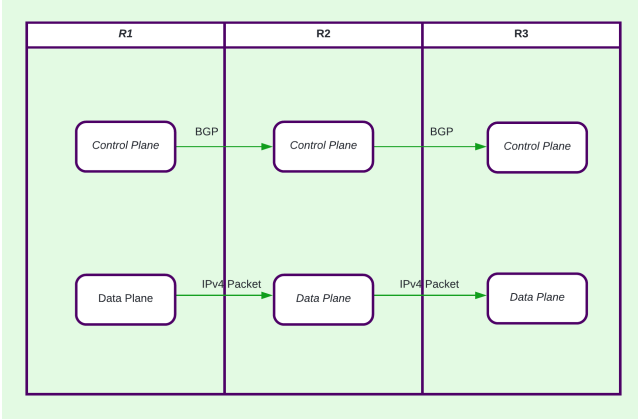 R1
R2
R3
BGP
BGP
Control Plane
Control Plane
Control Plane
IPv4 Packet
IPv4 Packet
Data Plane
Data Plane
Data Plane